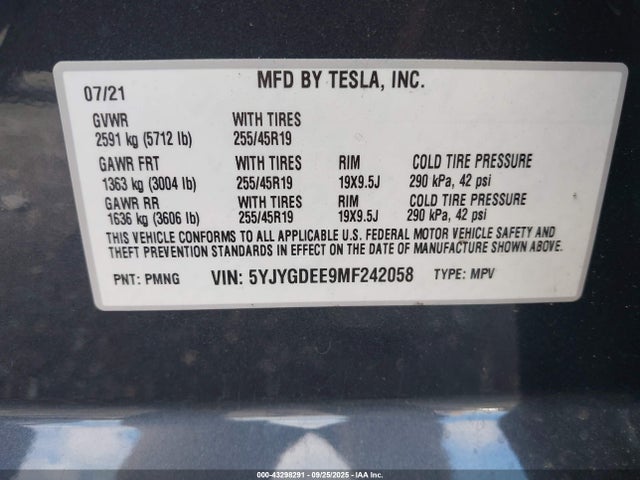 07/21 MFD BY TESLA, INC.
GVWR WITH TIRES
2591 kg (5712 lb) 255/45R19
GAWR FRT WITH TIRES RIM COLD TIRE PRESSURE
1363 kg (3004 lb) 255/45R19 19X9.5J 290 kPa, 42 psi
GAWR RR WITH TIRES RIM COLD TIRE PRESSURE
1636 kg (3606 lb) 255/45R19 19X9.5J 290 kPa, 42 psi
THIS VEHICLE CONFORMS TO ALL APPLICABLE U.S. FEDERAL MOTOR VEHICLE SAFETY AND
THEFT PREVENTION STANDARDS IN EFFECT ON THE DATE OF MANUFACTURE SHOWN ABOVE.
PNT: PMNG VIN: 5YJYGDEE9MF242058 TYPE: MPV
000-43298291 - 09/25/2025 - IAA Inc.